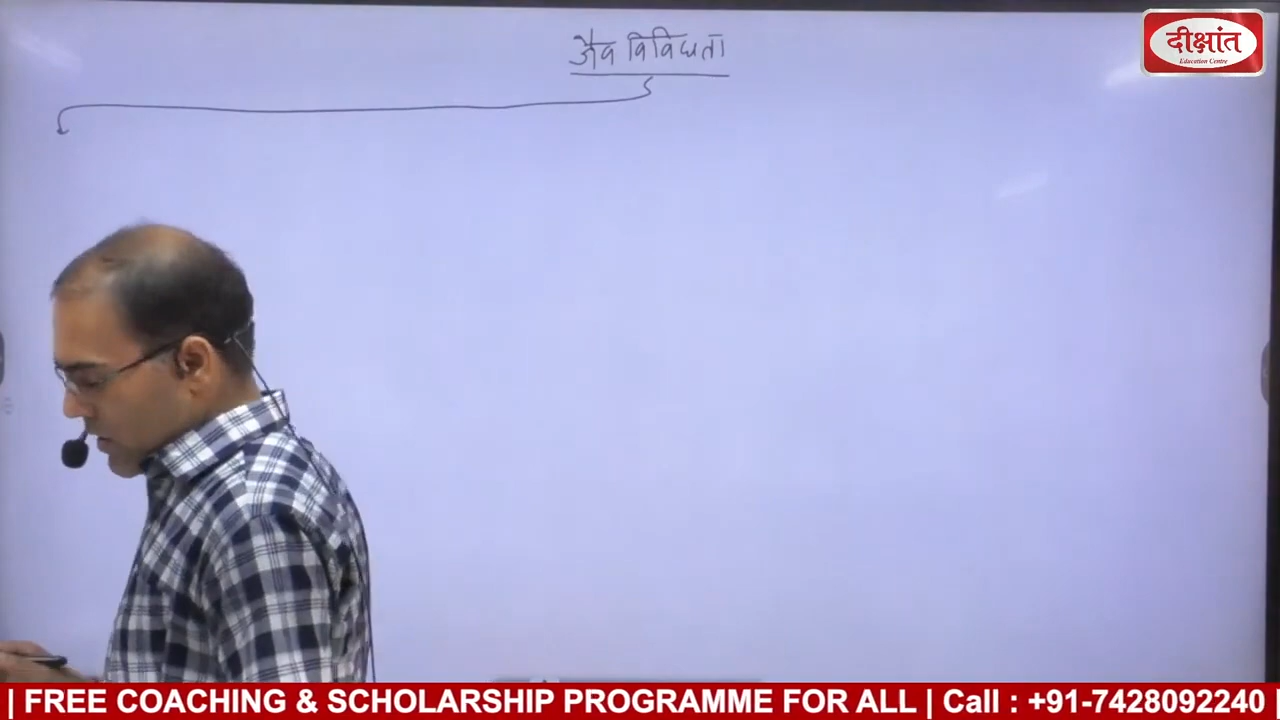 जैव विविधता
दीक्षांत
Education Centre
| FREE COACHING & SCHOLARSHIP PROGRAMME FOR ALL | Call : +91-7428092240 |